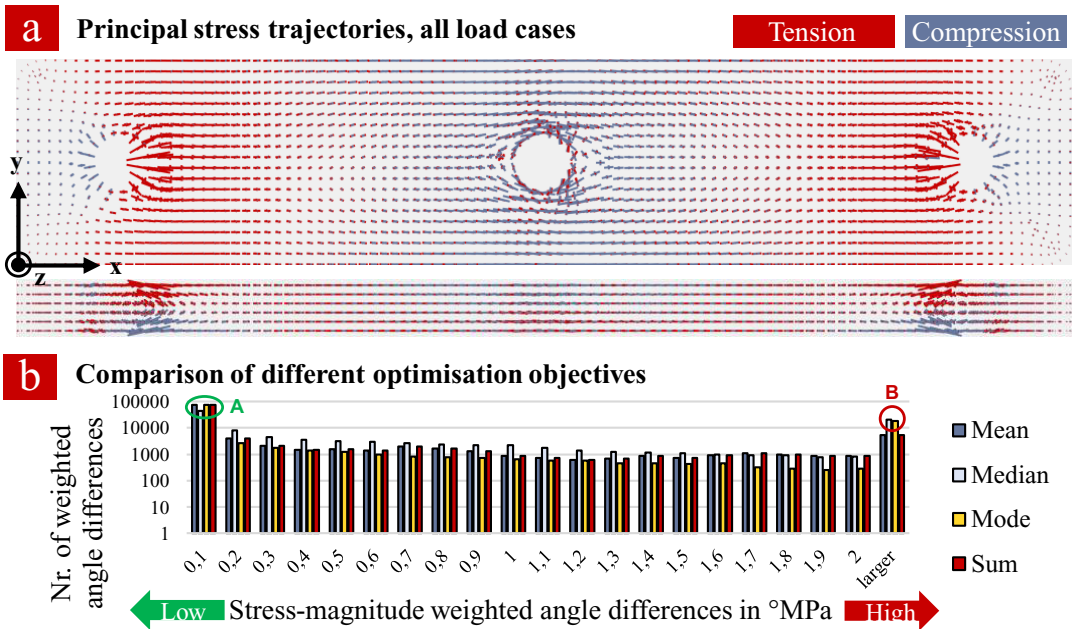 a Principal stress trajectories, all load cases Tension Compression
y
z
x
b Comparison of different optimisation objectives
Nr. of weighted
angle differences
100000
10000
1000
100
10
1
A
B
Mean
Median
Mode
Sum
0,1 0,2 0,3 0,4 0,5 0,6 0,7 0,8 0,9 1 1,1 1,2 1,3 1,4 1,5 1,6 1,7 1,8 1,9 2 larger
Low Stress-magnitude weighted angle differences in °MPa High